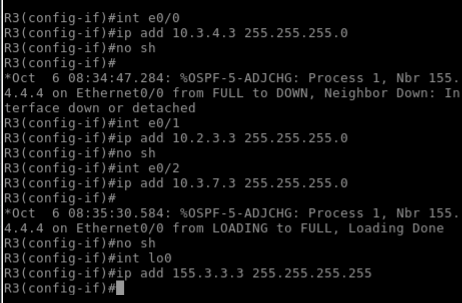 R3(config-if)#int e0/0
R3(config-if)#ip add 10.3.4.3 255.255.255.0
R3(config-if)#no sh
R3(config-if)#
*Oct  6 08:34:47.284: %OSPF-5-ADJCHG: Process 1, Nbr 155.
4.4.4 on Ethernet0/0 from FULL to DOWN, Neighbor Down: In
terface down or detached
R3(config-if)#int e0/1
R3(config-if)#ip add 10.2.3.3 255.255.255.0
R3(config-if)#no sh
R3(config-if)#int e0/2
R3(config-if)#ip add 10.3.7.3 255.255.255.0
R3(config-if)#
*Oct  6 08:35:30.584: %OSPF-5-ADJCHG: Process 1, Nbr 155.
4.4.4 on Ethernet0/0 from LOADING to FULL, Loading Done
R3(config-if)#no sh
R3(config-if)#int lo0
R3(config-if)#ip add 155.3.3.3 255.255.255.255
R3(config-if)#